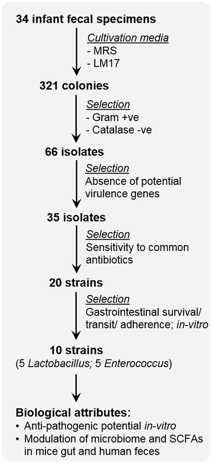 34 infant fecal specimens
Cultivation media
- MRS
- LM17
321 colonies
Selection
- Gram +ve
- Catalase -ve
66 isolates
Selection
Absence of potential
virulence genes
35 isolates
Selection
Sensitivity to common
antibiotics
20 strains
Selection
Gastrointestinal survival/
transit/ adherence; in-vitro
10 strains
(5 Lactobacillus; 5 Enterococcus)
Biological attributes:
• Anti-pathogenic potential in-vitro
• Modulation of microbiome and SCFAs
in mice gut and human feces